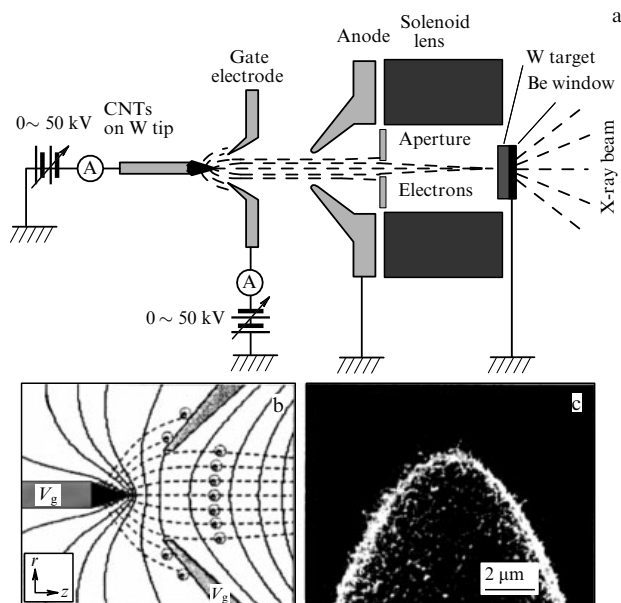 a
Solenoid
Anode
lens
Gate
electrode
W target
Be window
CNTs
on W tip
0 ~ 50 kV
A
Aperture
Electrons
X-ray beam
A
0 ~ 50 kV
b
V_g
r
z
V_g
c
2 µm